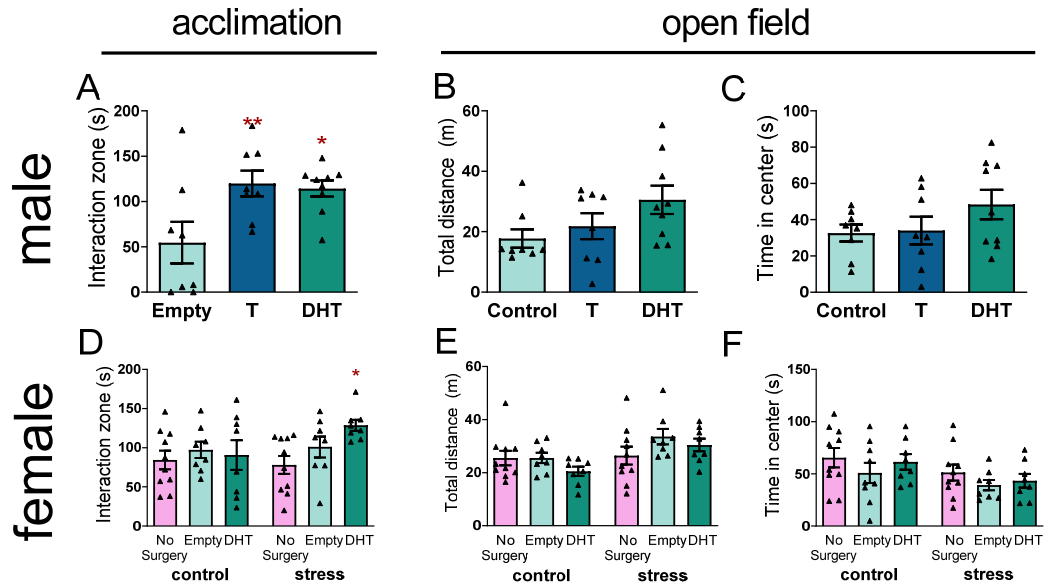 acclimation
open field
male
A
Interaction zone (s)
200
150
100
50
0
**
*
Empty
T
DHT
B
Total distance (m)
60
40
20
0
Control
T
DHT
C
Time in center (s)
100
80
60
40
20
0
Control
T
DHT
female
D
Interaction zone (s)
200
150
100
50
0
*
No
Surgery
Empty
DHT
No
Surgery
Empty
DHT
control
stress
E
Total distance (m)
60
40
20
0
No
Surgery
Empty
DHT
No
Surgery
Empty
DHT
control
stress
F
Time in center (s)
150
100
50
0
No
Surgery
Empty
DHT
No
Surgery
Empty
DHT
control
stress